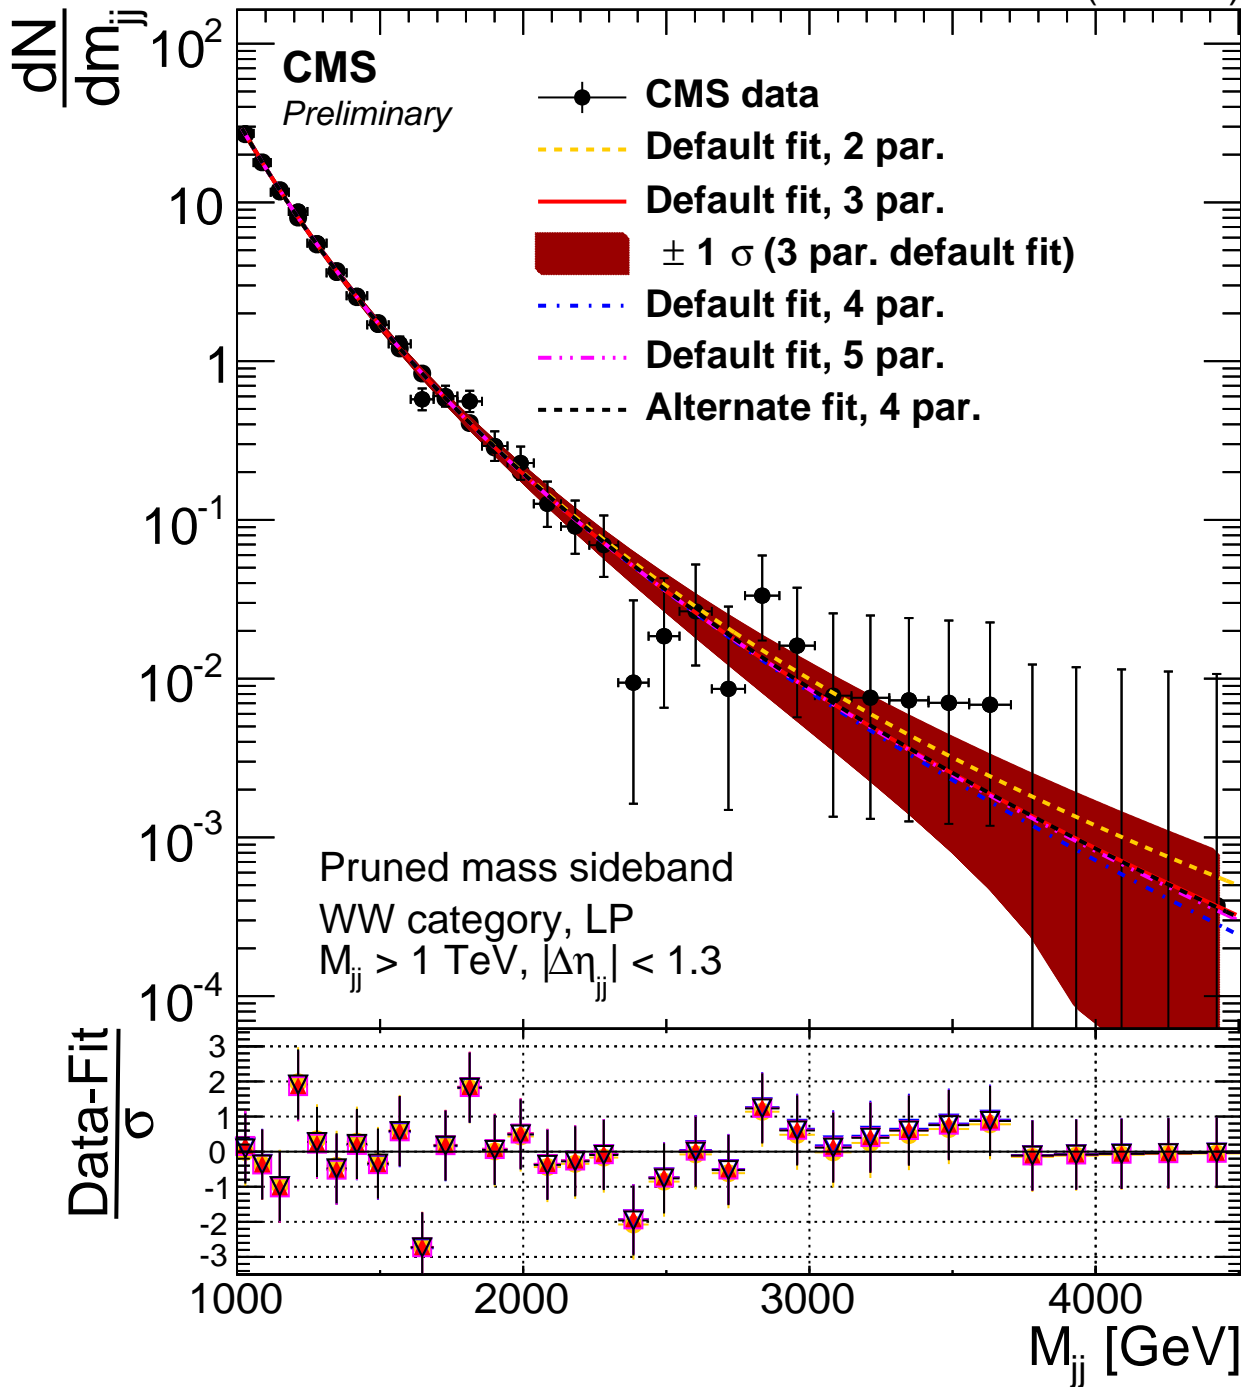 dN
dm_jj
10^2
10
1
10^-1
10^-2
10^-3
10^-4
CMS
Preliminary
CMS data
Default fit, 2 par.
Default fit, 3 par.
± 1 σ (3 par. default fit)
Default fit, 4 par.
Default fit, 5 par.
Alternate fit, 4 par.
Pruned mass sideband
WW category, LP
M_jj > 1 TeV, |Δη_jj| < 1.3
Data-Fit
σ
3
2
1
0
-1
-2
-3
1000 2000 3000 4000
M_jj [GeV]